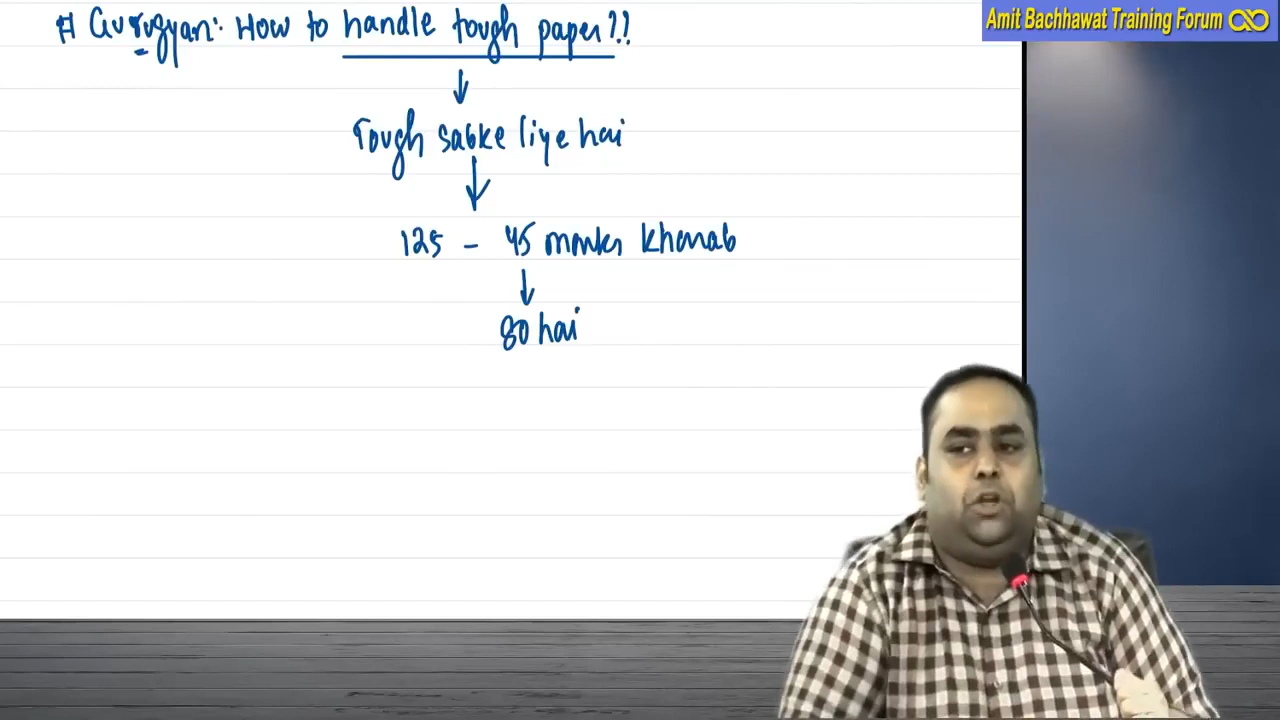 # Gurugyan: How to handle tough paper??
Amit Bachhawat Training Forum
Tough sabke liye hai
125 - 45 marks kharab
80 hai